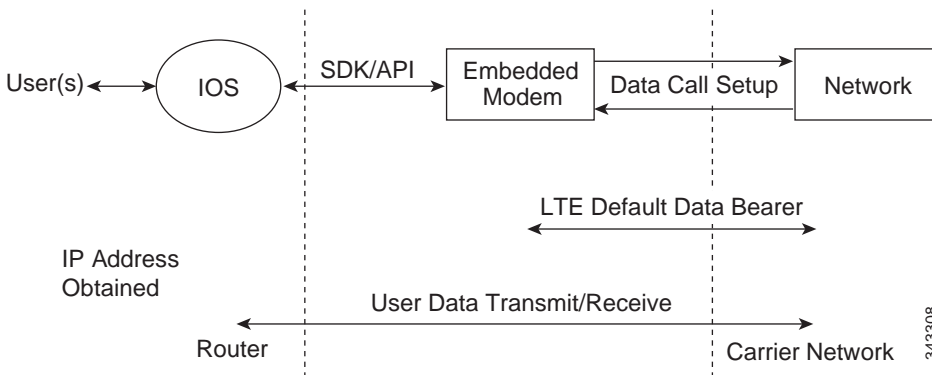 User(s)
IOS
SDK/API
Embedded
Modem
Data Call Setup
Network
LTE Default Data Bearer
IP Address
Obtained
User Data Transmit/Receive
Router
Carrier Network
343308